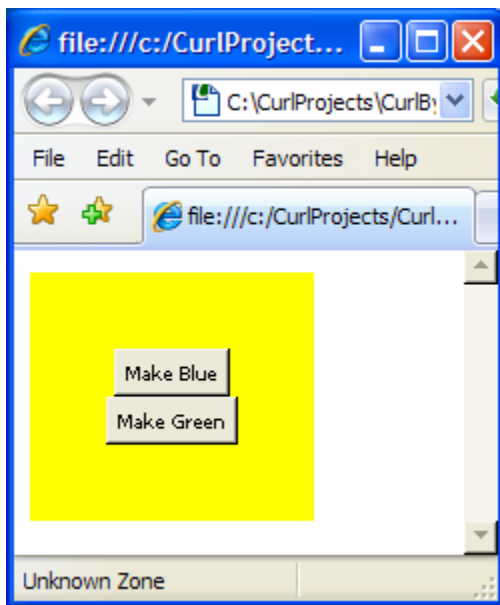 file:///c:/CurlProject...
C:\CurlProjects\CurlBy
File Edit Go To Favorites Help
file:///c:/CurlProjects/Curl...
Make Blue
Make Green
Unknown Zone